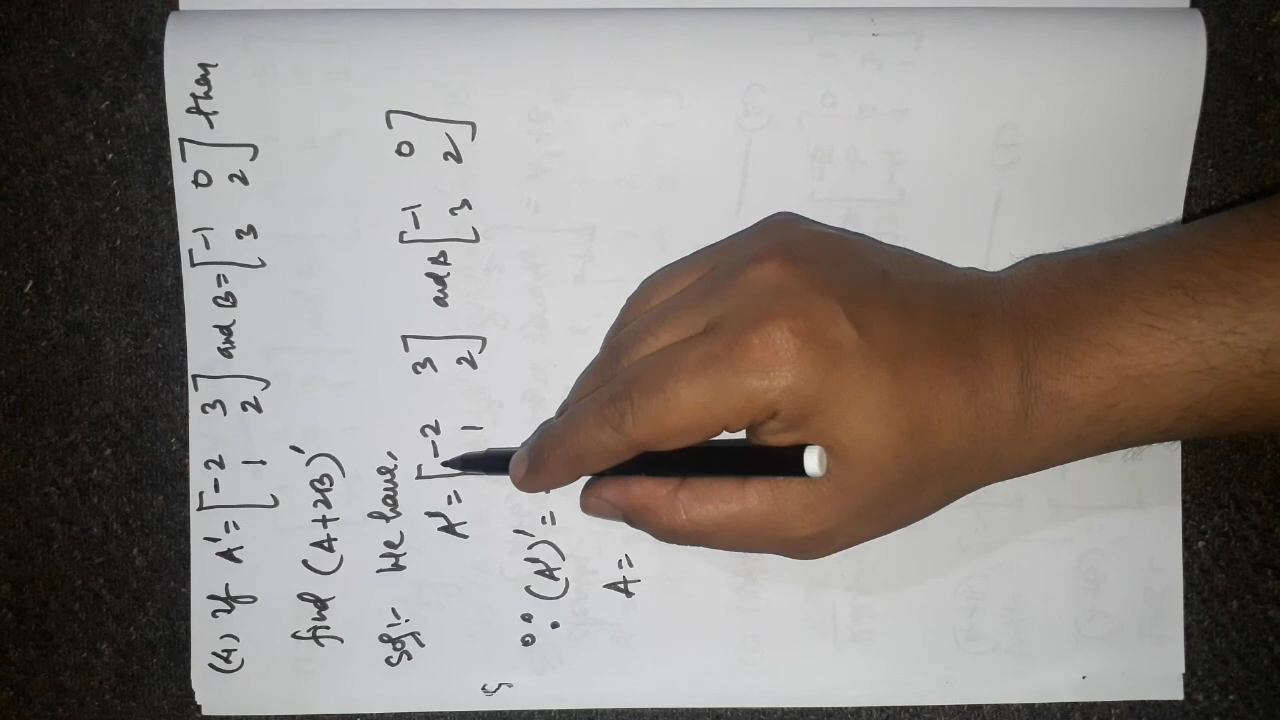 (4) If A' = [-2 3] and B = [-1 0] then
[1 2] [3 2]
find (A+2B)'
Sol:- We have,
A' = [-2 3] and B [-1 0]
[1 2] [3 2]
∴ (A')' =
A =